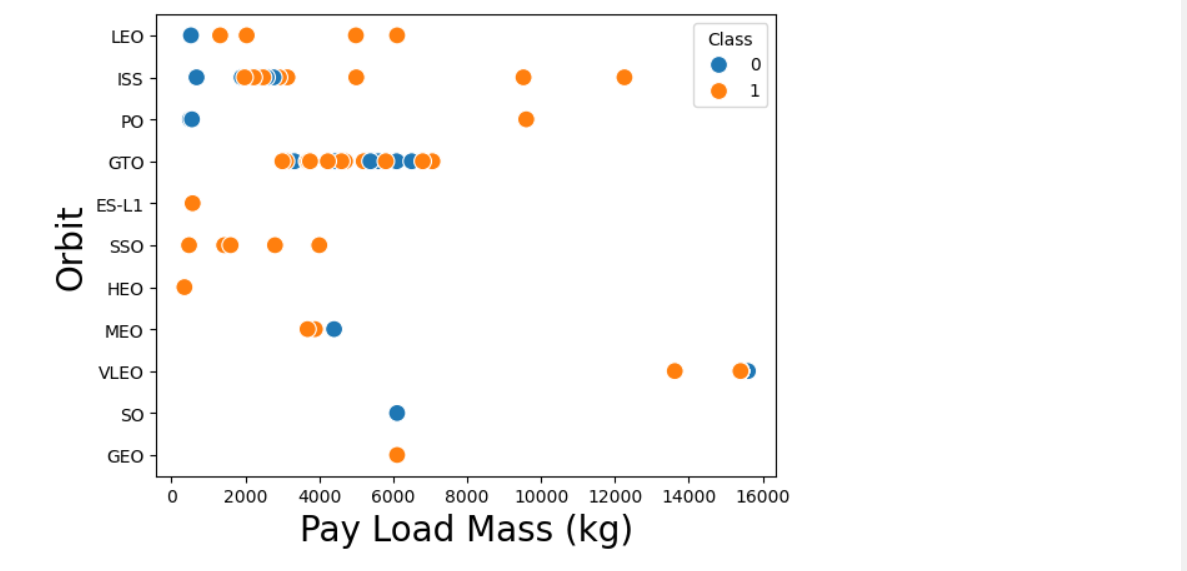 Class
0
1
LEO
ISS
PO
GTO
ES-L1
SSO
HEO
MEO
VLEO
SO
GEO
Orbit
0 2000 4000 6000 8000 10000 12000 14000 16000
Pay Load Mass (kg)